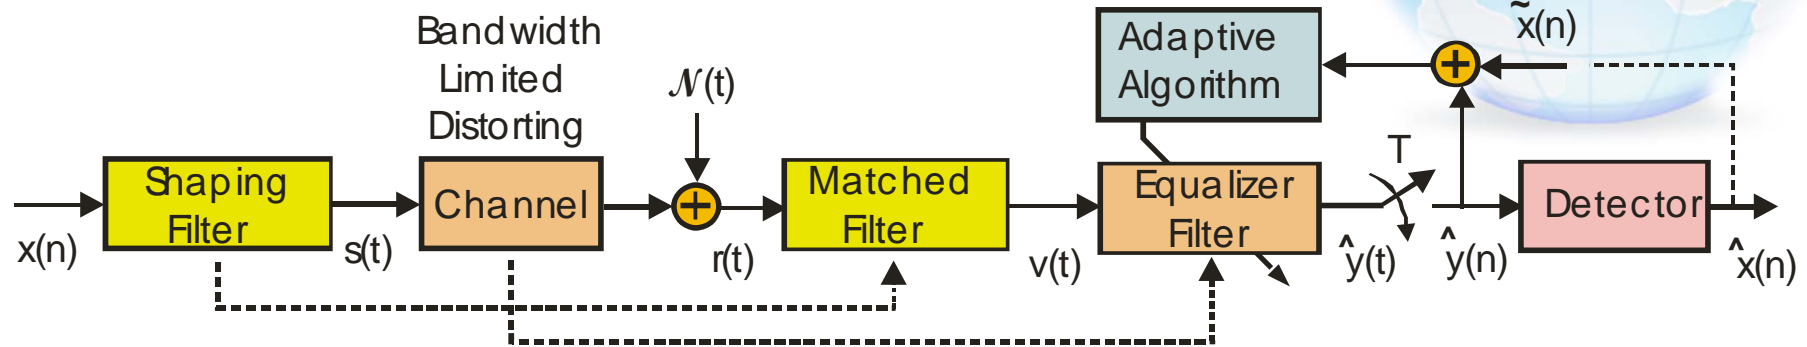 Bandwidth
Limited
Distorting
𝒩(t)
Adaptive
Algorithm
x̃(n)
+
T
Shaping
Filter
Channel
+
Matched
Filter
Equalizer
Filter
Detector
x(n)
s(t)
r(t)
v(t)
ŷ(t)
ŷ(n)
x̂(n)